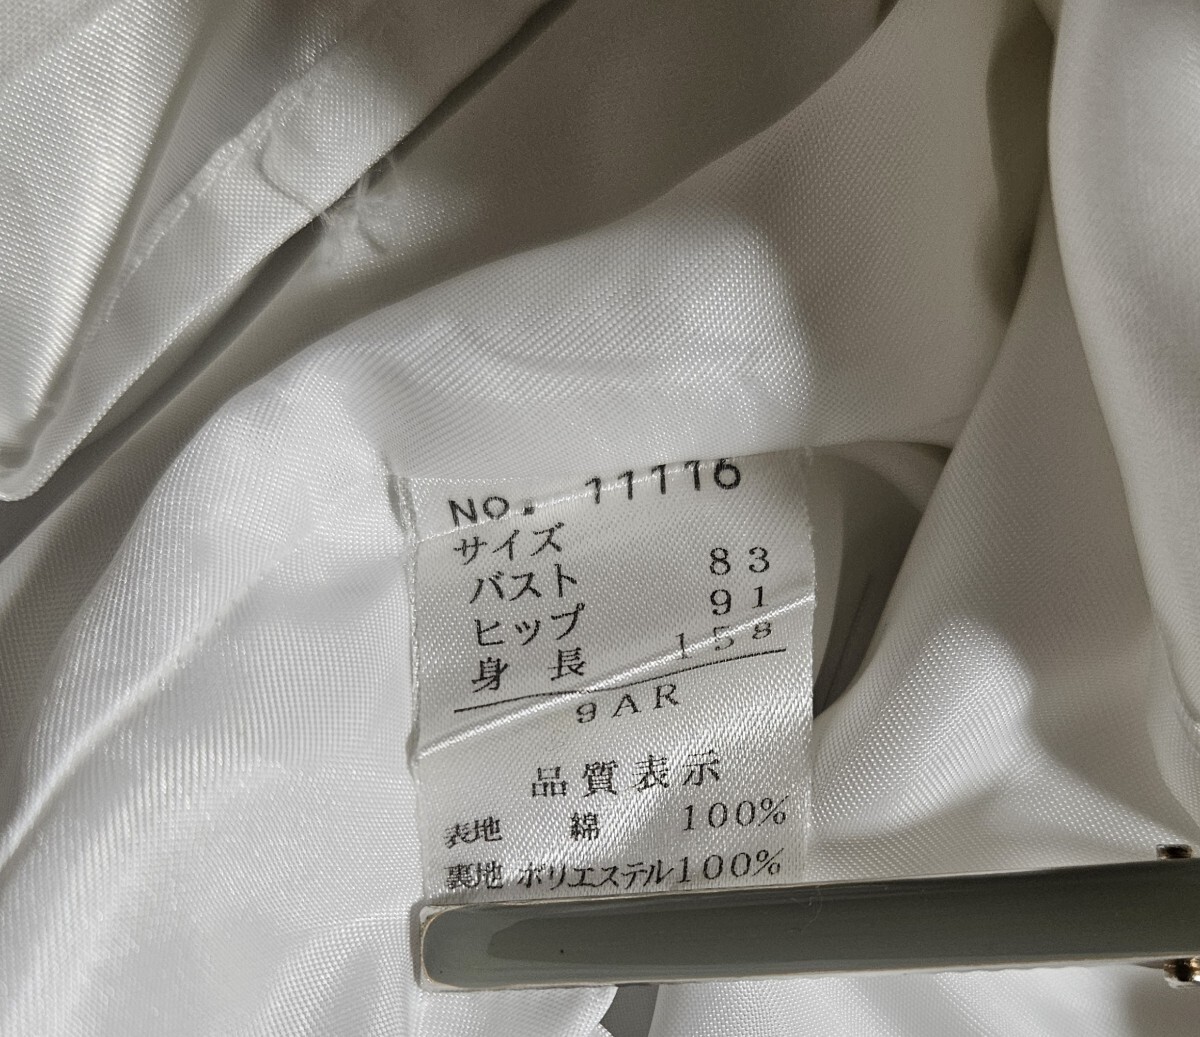 No. 11116
サイズ
バスト 83
ヒップ 91
身長 158
9AR
品質表示
表地 綿 100%
裏地 ポリエステル100%